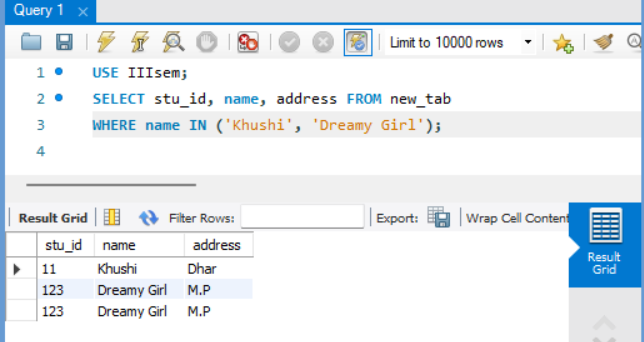 Query 1
Limit to 10000 rows
1 USE IIIsem;
2 SELECT stu_id, name, address FROM new_tab
3 WHERE name IN ('Khushi', 'Dreamy Girl');
4
Result Grid Filter Rows: Export: Wrap Cell Content
stu_id name address
11 Khushi Dhar
123 Dreamy Girl M.P
123 Dreamy Girl M.P
Result
Grid